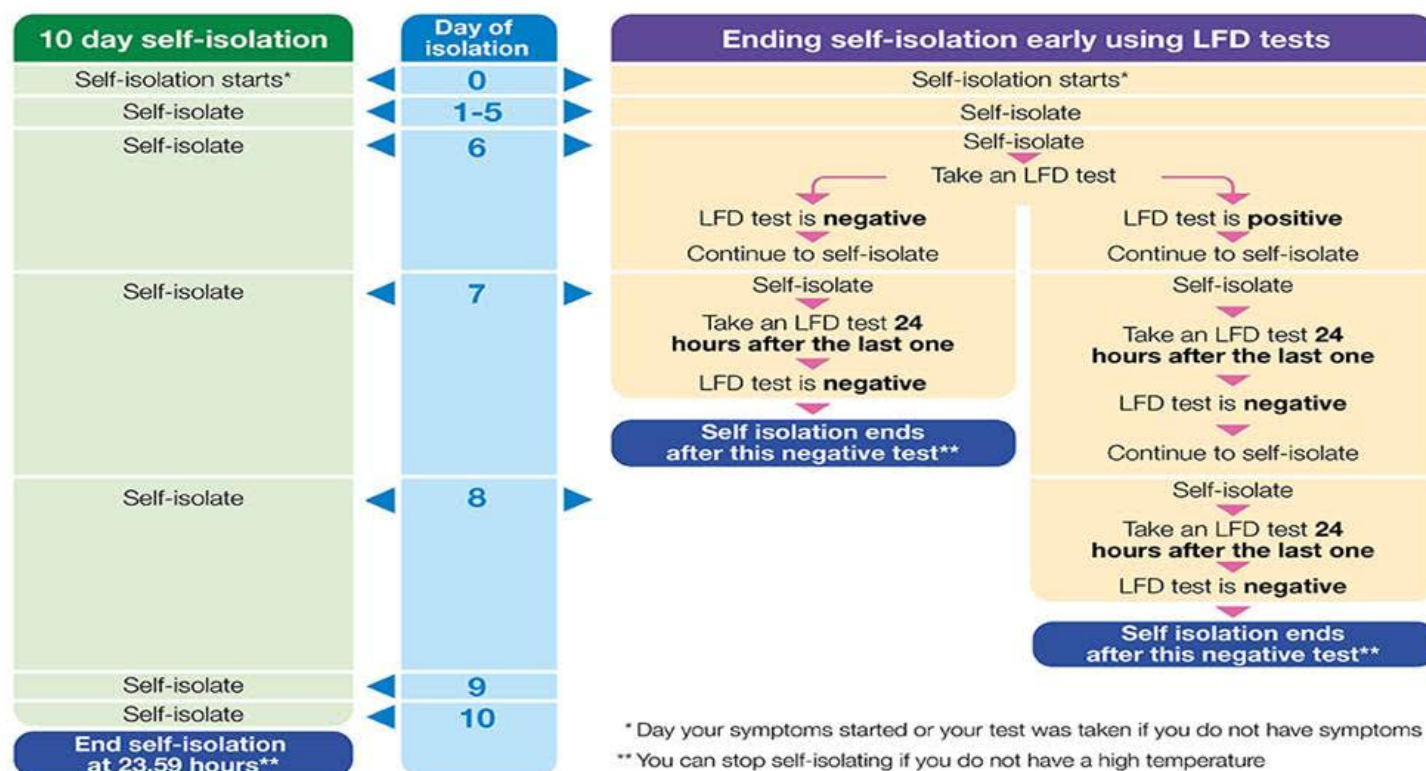 10 day self-isolation
Day of
isolation
Ending self-isolation early using LFD tests
Self-isolation starts*
0
Self-isolation starts*
Self-isolate
1-5
Self-isolate
Self-isolate
6
Self-isolate
Take an LFD test
LFD test is negative
LFD test is positive
Continue to self-isolate
Continue to self-isolate
Self-isolate
7
Self-isolate
Self-isolate
Take an LFD test 24
hours after the last one
LFD test is negative
Self isolation ends
after this negative test**
Take an LFD test 24
hours after the last one
LFD test is negative
Continue to self-isolate
Self-isolate
8
Self-isolate
Take an LFD test 24
hours after the last one
LFD test is negative
Self isolation ends
after this negative test**
Self-isolate
9
Self-isolate
10
End self-isolation
at 23.59 hours**
* Day your symptoms started or your test was taken if you do not have symptoms
** You can stop self-isolating if you do not have a high temperature